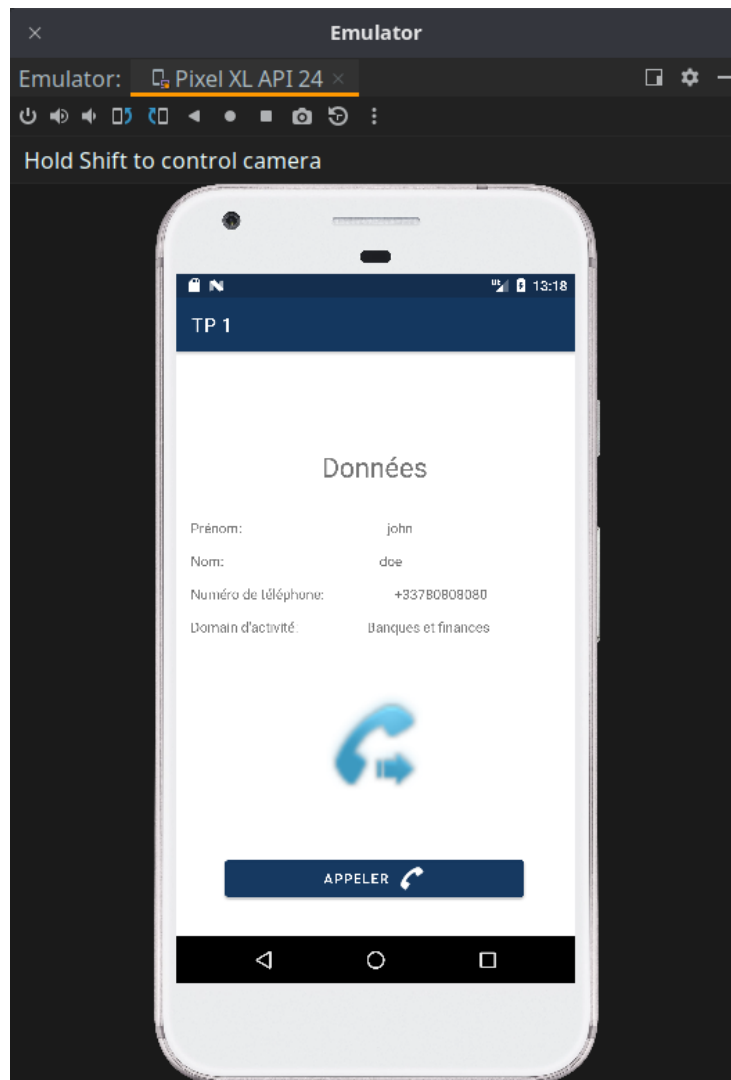 Emulator
Emulator: Pixel XL API 24
Hold Shift to control camera
13:18
TP 1
Données
Prénom: john
Nom: doe
Numéro de téléphone: +33780808080
Domain d'activité: Banques et finances
APPELER